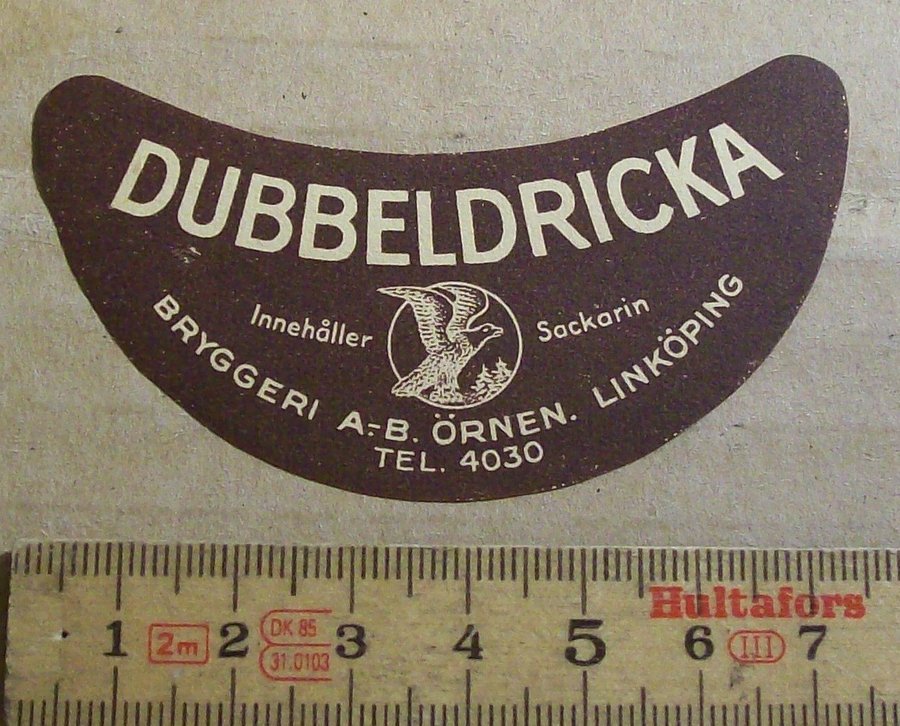 DUBBELDRICKA
Innehåller Sackarin
BRYGGERI A.-B. ÖRNEN. LINKÖPING
TEL. 4030
Hultafors
1 2m 2 DK 85 3 4 5 6 III 7
31.0103